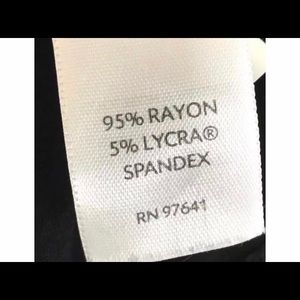 95% RAYON
5% LYCRA®
SPANDEX
RN 97641